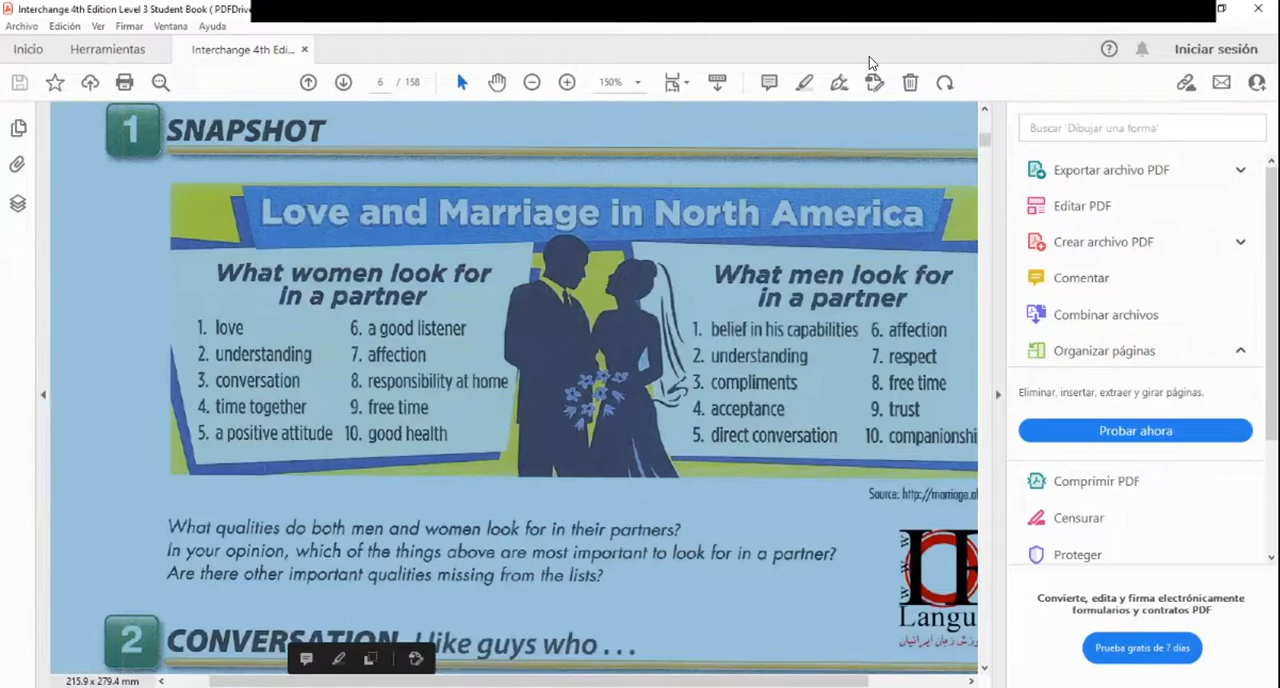 Interchange 4th Edition Level 3 Student Book ( PDFDrive
Archivo Edición Ver Firmar Ventana Ayuda
Inicio Herramientas Interchange 4th Edi... × Iniciar sesión
6 / 158 150%
1 SNAPSHOT
Love and Marriage in North America
What women look for
in a partner
1. love
2. understanding
3. conversation
4. time together
5. a positive attitude
6. a good listener
7. affection
8. responsibility at home
9. free time
10. good health
What men look for
in a partner
1. belief in his capabilities
2. understanding
3. compliments
4. acceptance
5. direct conversation
6. affection
7. respect
8. free time
9. trust
10. companionshi
Source: http://marriage.al
What qualities do both men and women look for in their partners?
In your opinion, which of the things above are most important to look for in a partner?
Are there other important qualities missing from the lists?
WWW
Langu
2 CONVERSATION I like guys who . . .
215.9 x 279.4 mm
Buscar 'Dibujar una forma'
Exportar archivo PDF
Editar PDF
Crear archivo PDF
Comentar
Combinar archivos
Organizar páginas
Eliminar, insertar, extraer y girar páginas.
Probar ahora
Comprimir PDF
Censurar
Proteger
Convierte, edita y firma electrónicamente
formularios y contratos PDF
Prueba gratis de 7 días